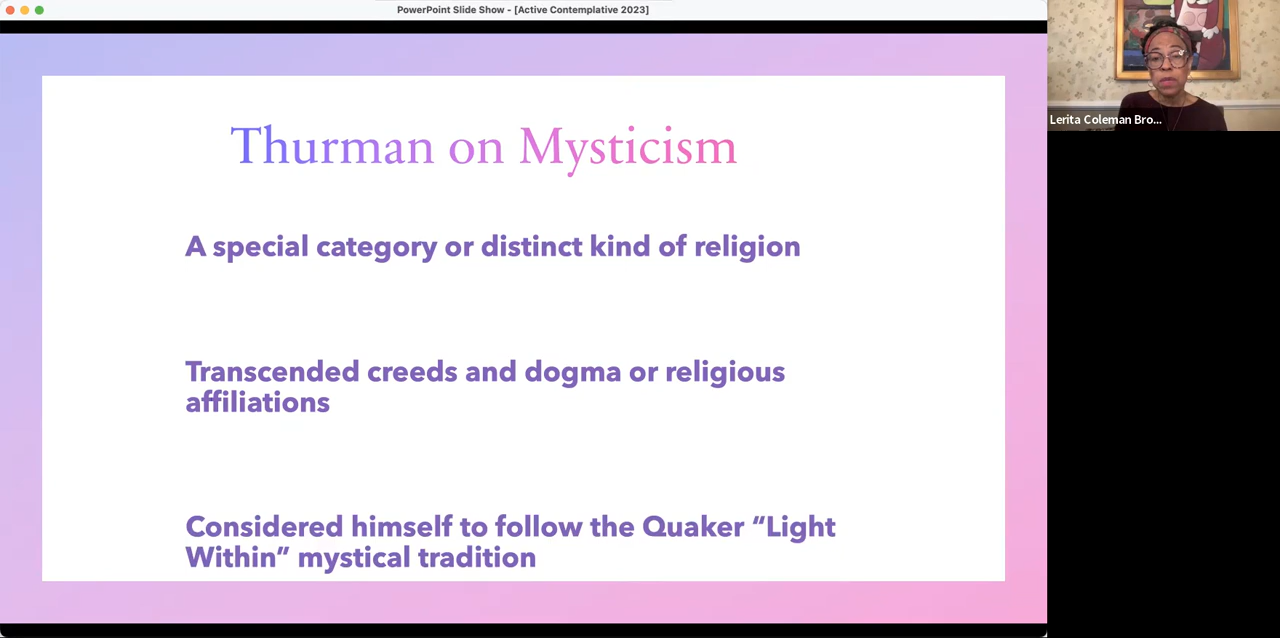 PowerPoint Slide Show - [Active Contemplative 2023]
Thurman on Mysticism
A special category or distinct kind of religion
Transcended creeds and dogma or religious
affiliations
Considered himself to follow the Quaker “Light
Within” mystical tradition
Lerita Coleman Bro...